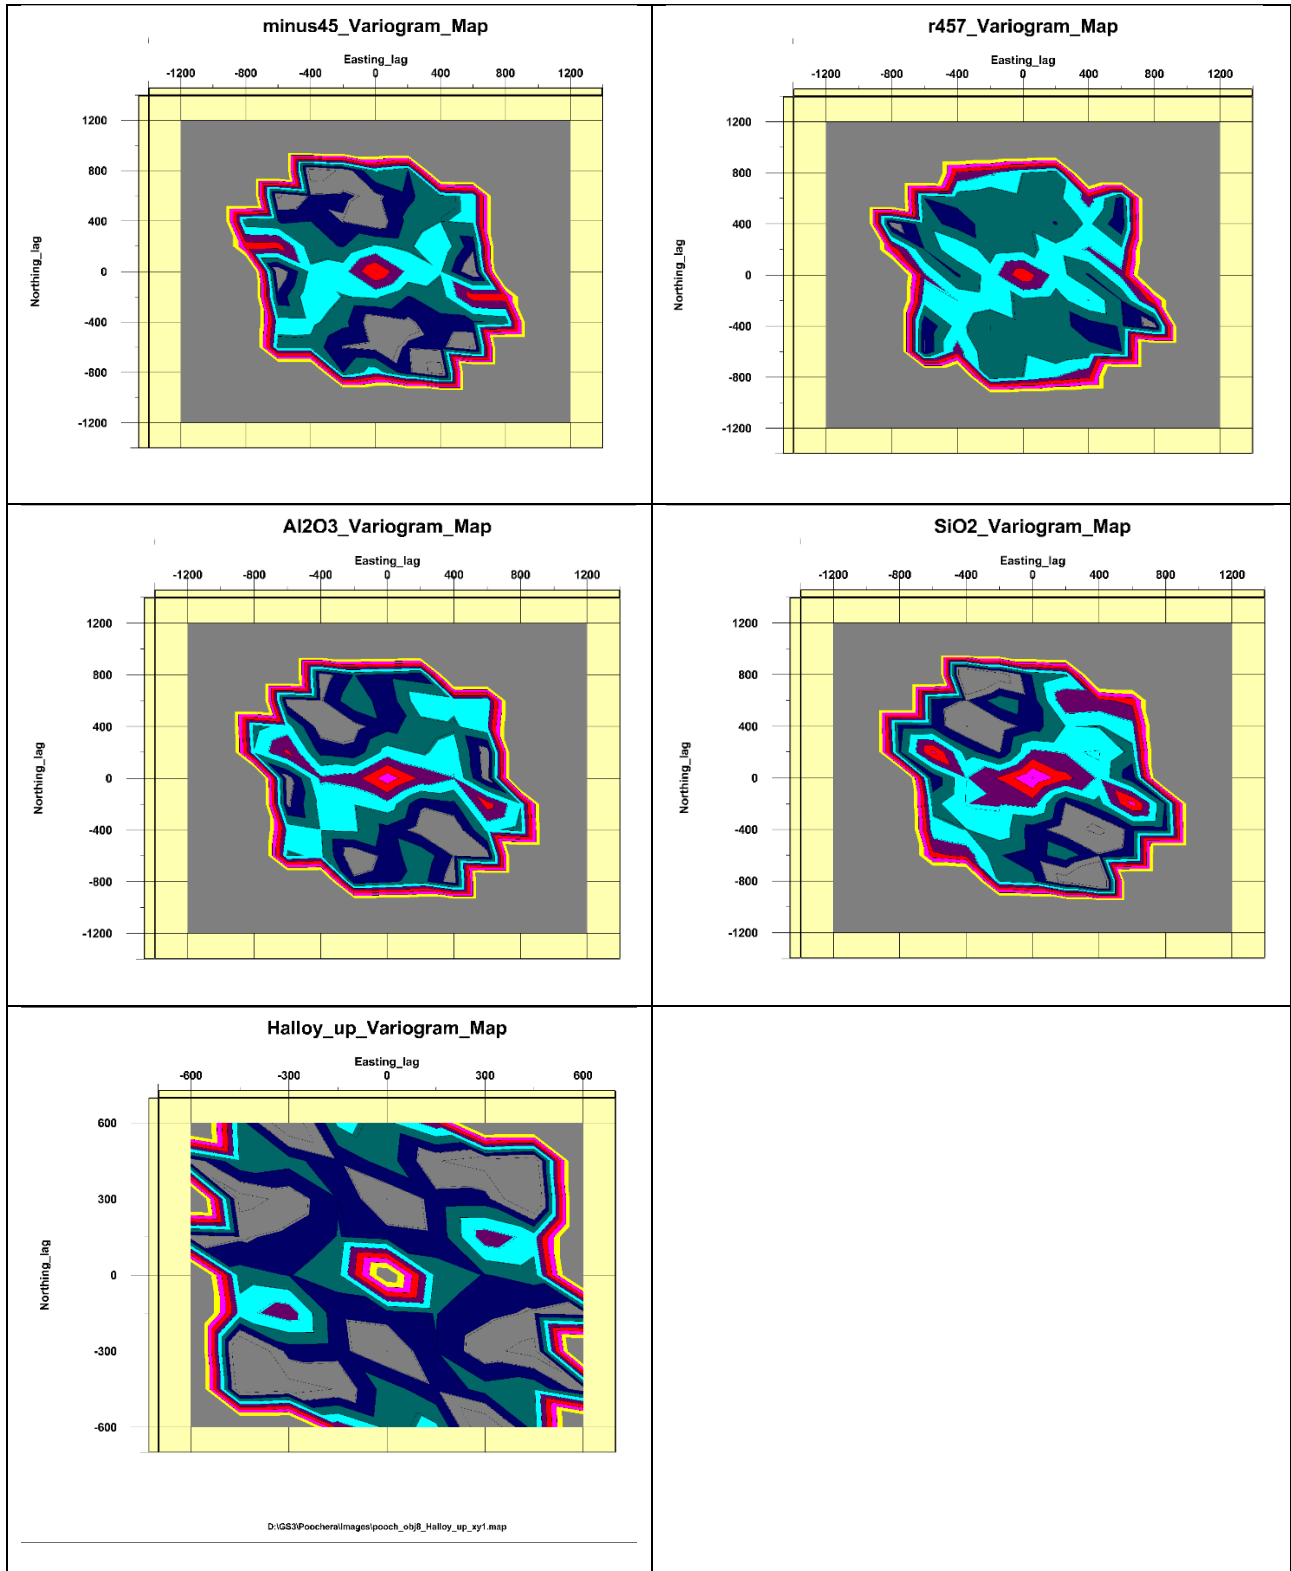 minus45_Variogram_Map
Easting_lag
-1200 -800 -400 0 400 800 1200
1200
800
400
0
-400
-800
-1200
Northing_lag
r457_Variogram_Map
Easting_lag
-1200 -800 -400 0 400 800 1200
1200
800
400
0
-400
-800
-1200
Northing_lag
Al2O3_Variogram_Map
Easting_lag
-1200 -800 -400 0 400 800 1200
1200
800
400
0
-400
-800
-1200
Northing_lag
SiO2_Variogram_Map
Easting_lag
-1200 -800 -400 0 400 800 1200
1200
800
400
0
-400
-800
-1200
Northing_lag
Halloy_up_Variogram_Map
Easting_lag
-600 -300 0 300 600
600
300
0
-300
-600
Northing_lag
D:\GS3\Poochera\Images\pooch_obj8_Halloy_up_xy1.map